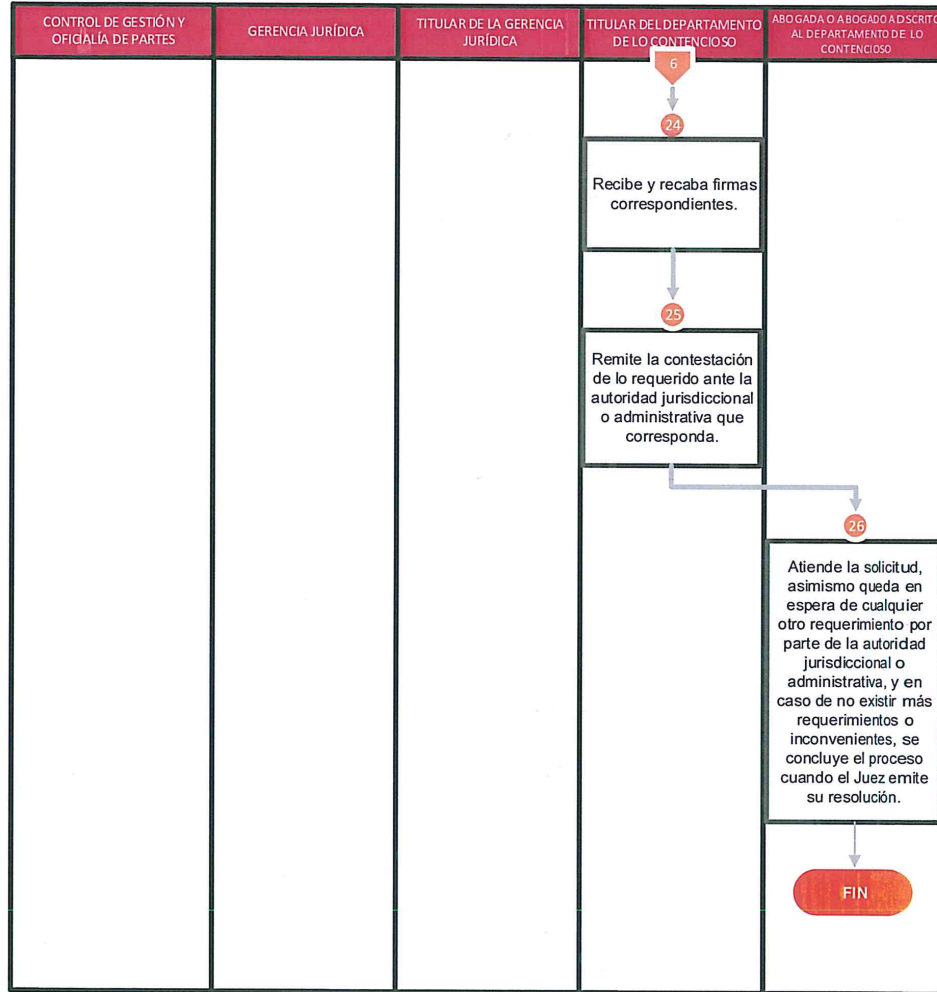 CONTROL DE GESTIÓN Y
OFICIALÍA DE PARTES
GERENCIA JURÍDICA
TITULAR DE LA GERENCIA
JURÍDICA
TITULAR DEL DEPARTAMENTO
DE LO CONTENCIOSO
ABOGADA O ABOGADO ADSCRITO
AL DEPARTAMENTO DE LO
CONTENCIOSO
6
24
Recibe y recaba firmas
correspondientes.
25
Remite la contestación
de lo requerido ante la
autoridad jurisdiccional
o administrativa que
corresponda.
26
Atiende la solicitud,
asimismo queda en
espera de cualquier
otro requerimiento por
parte de la autoridad
jurisdiccional o
administrativa, y en
caso de no existir más
requerimientos o
inconvenientes, se
concluye el proceso
cuando el Juez emite
su resolución.
FIN